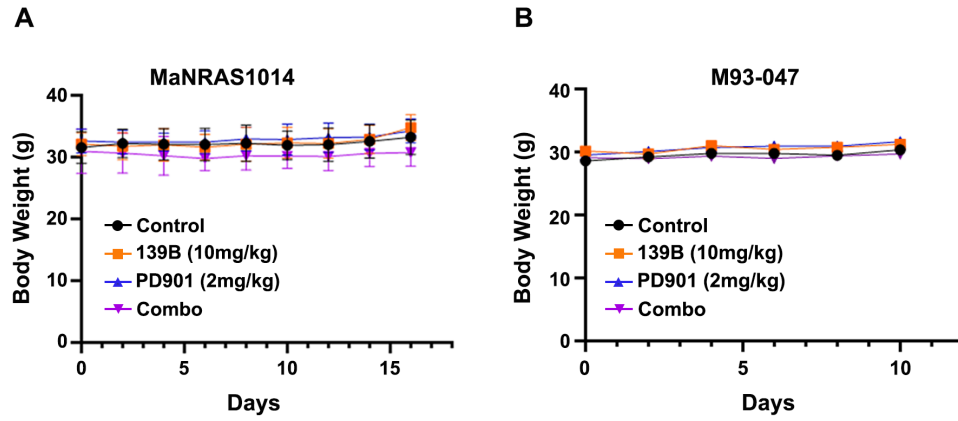 A
MaNRAS1014
Body Weight (g)
40
30
20
10
0
0 5 10 15
Days
Control
139B (10mg/kg)
PD901 (2mg/kg)
Combo
B
M93-047
Body Weight (g)
40
30
20
10
0
0 5 10
Days
Control
139B (10mg/kg)
PD901 (2mg/kg)
Combo